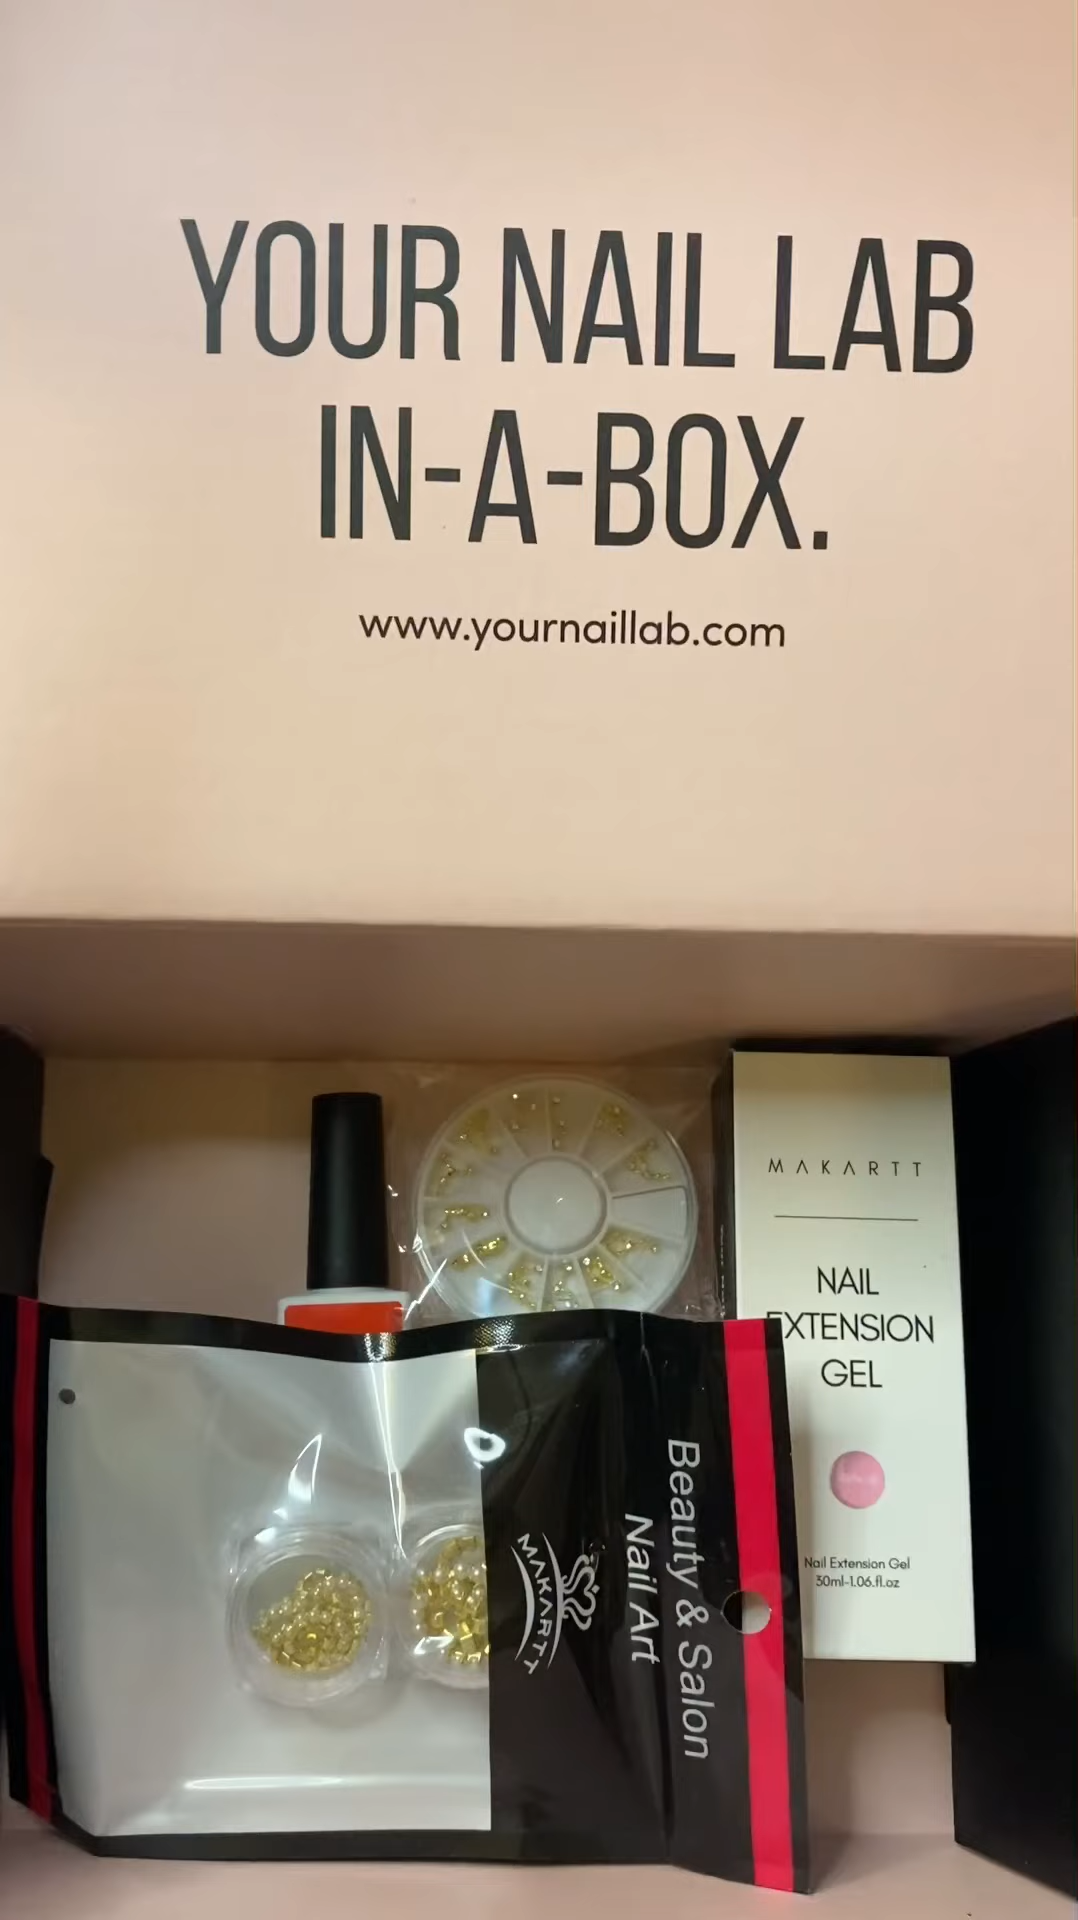 YOUR NAIL LAB
IN-A-BOX.
www.yournaillab.com
MAKARTT
NAIL
EXTENSION
GEL
Nail Extension Gel
30ml-1.06.fl.oz
Beauty & Salon
Nail Art
MAKARTT